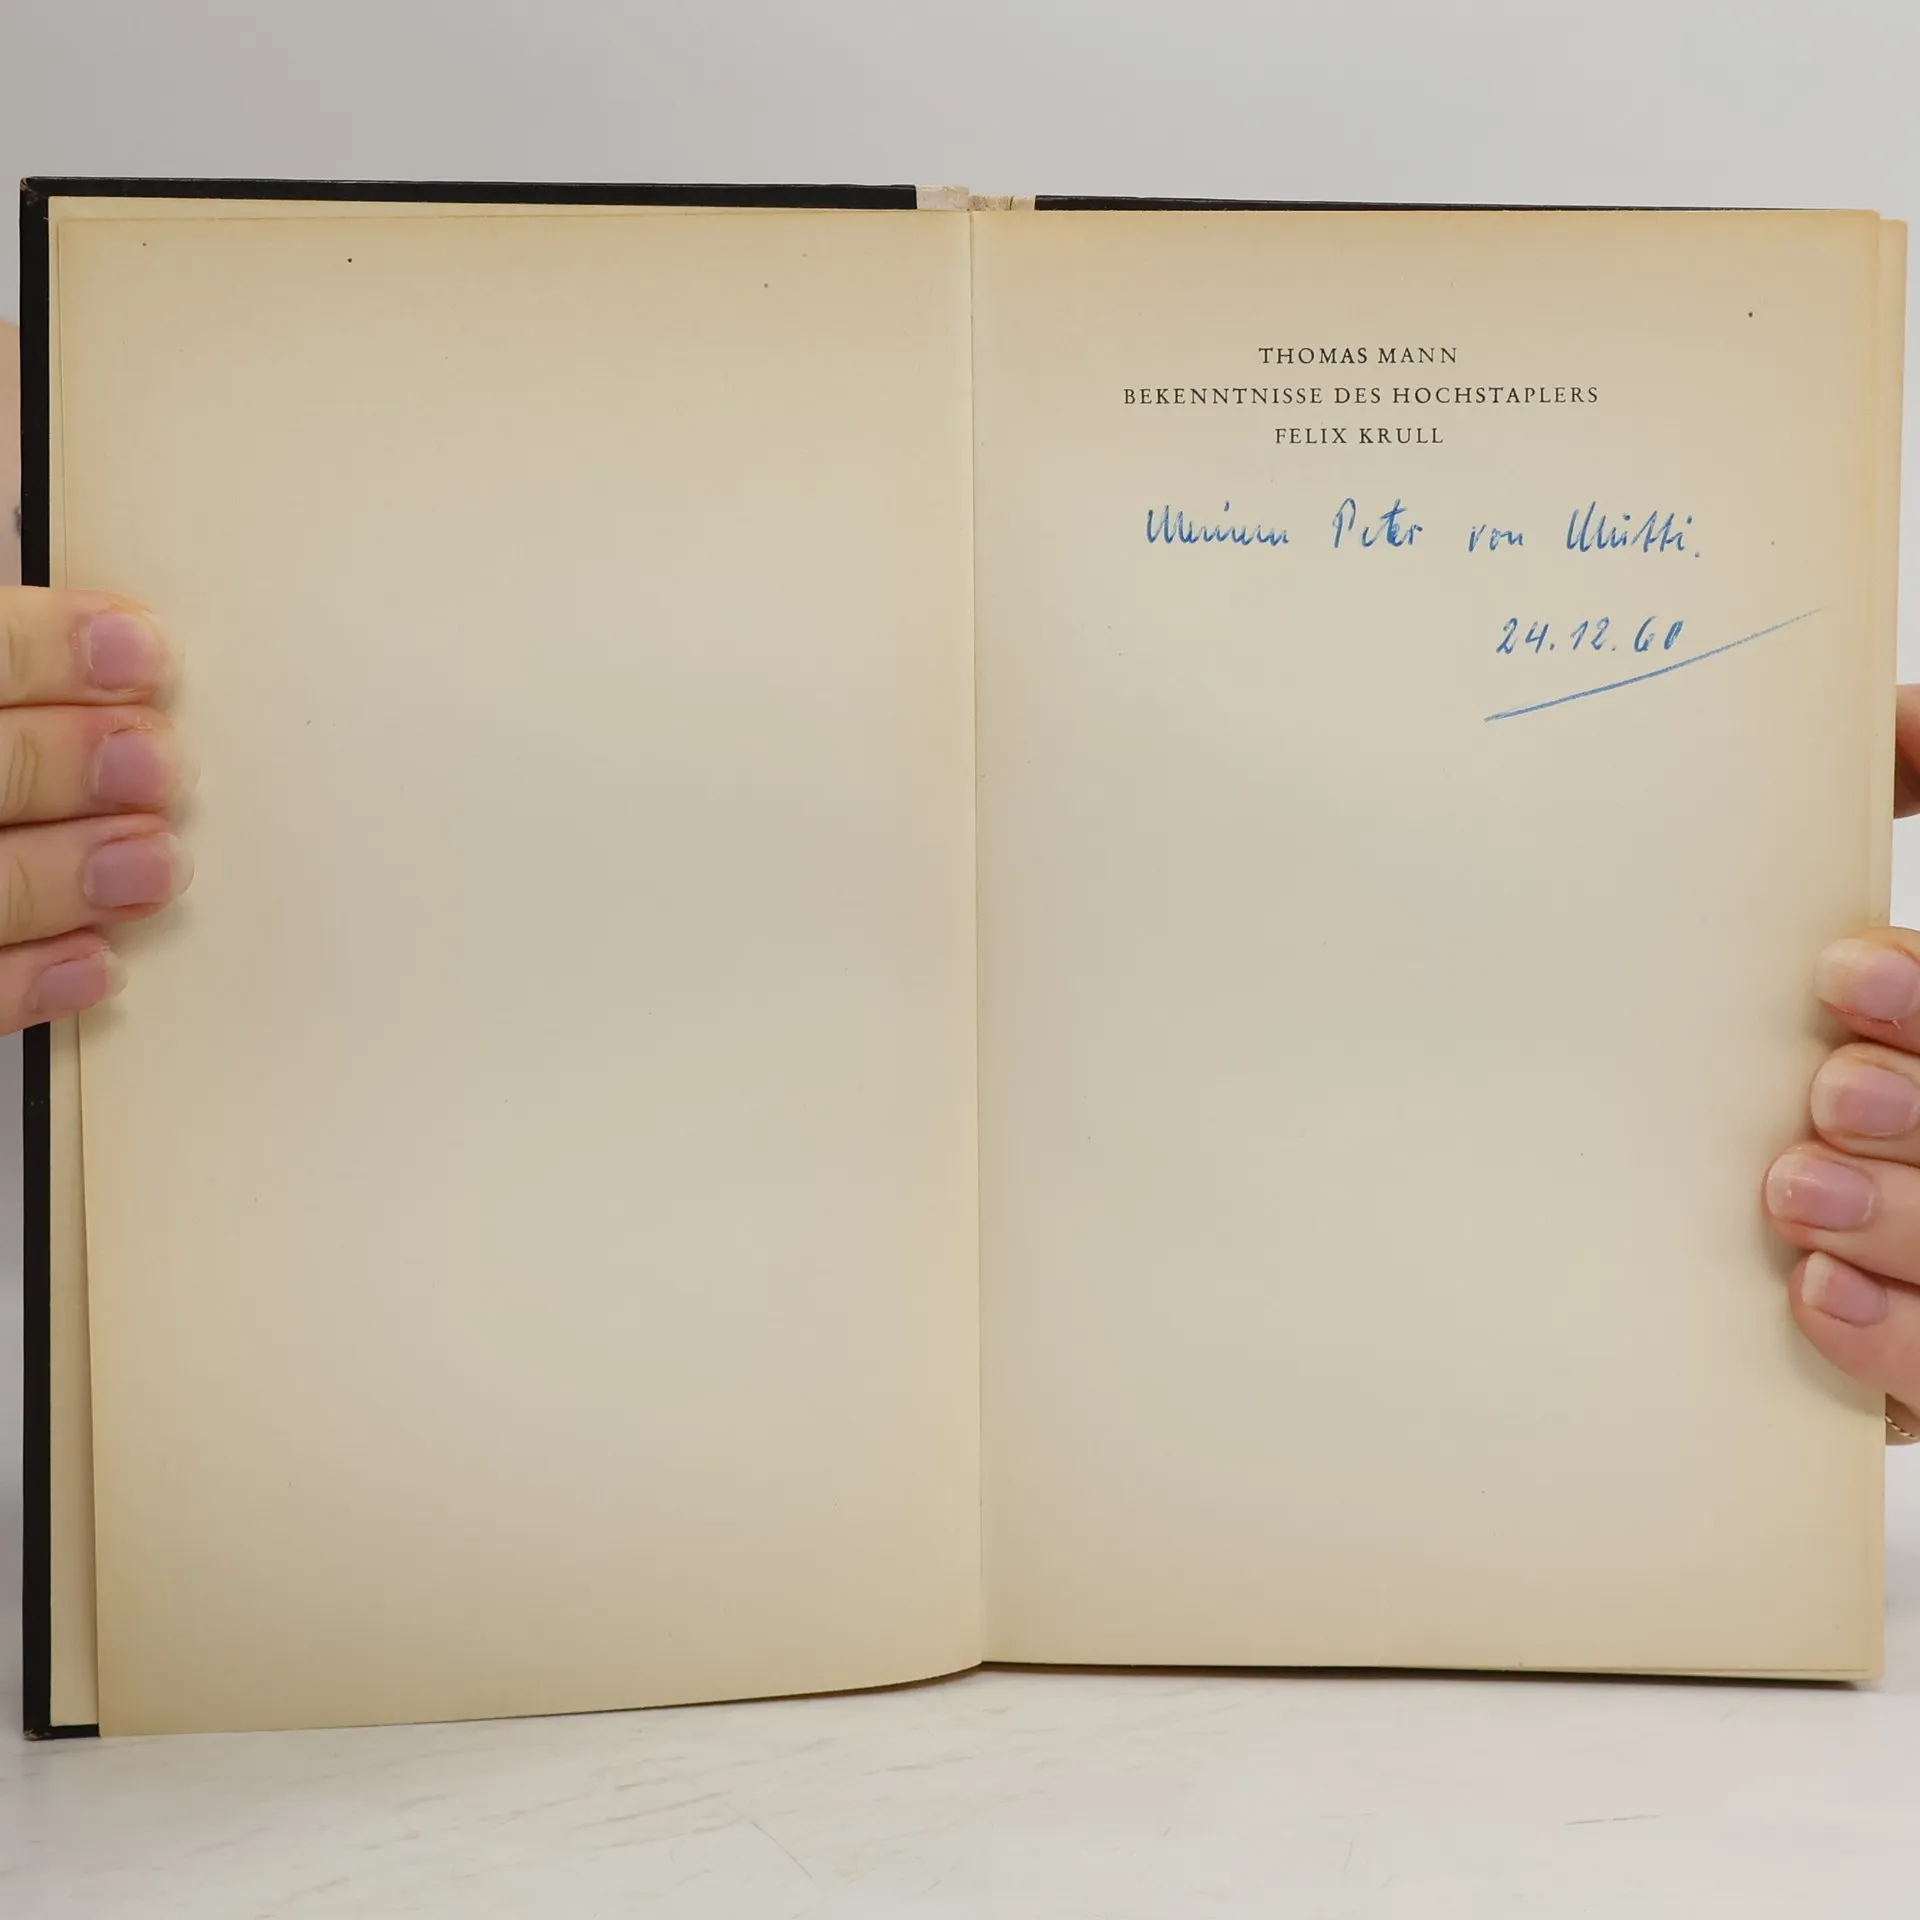 THOMAS MANN
BEKENNTNISSE DES HOCHSTAPLERS
FELIX KRULL
Meinem Peter von Mutti.
24.12.60